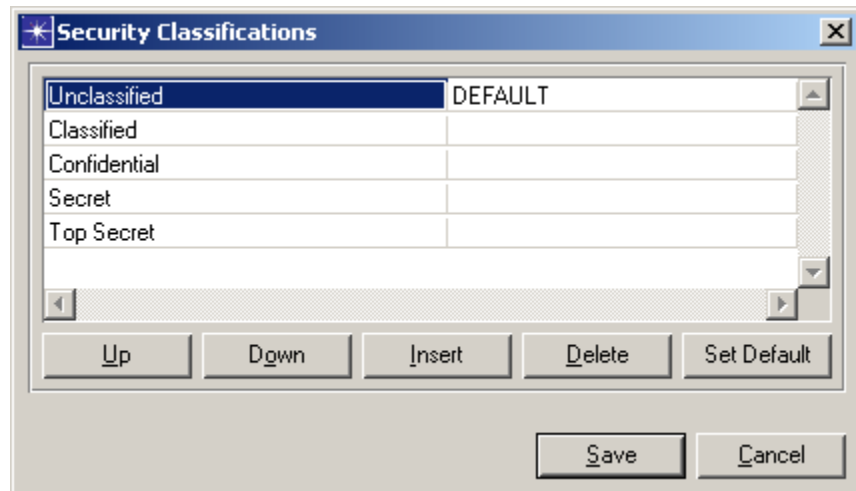 Security Classifications
Unclassified DEFAULT
Classified
Confidential
Secret
Top Secret
Up Down Insert Delete Set Default
Save Cancel